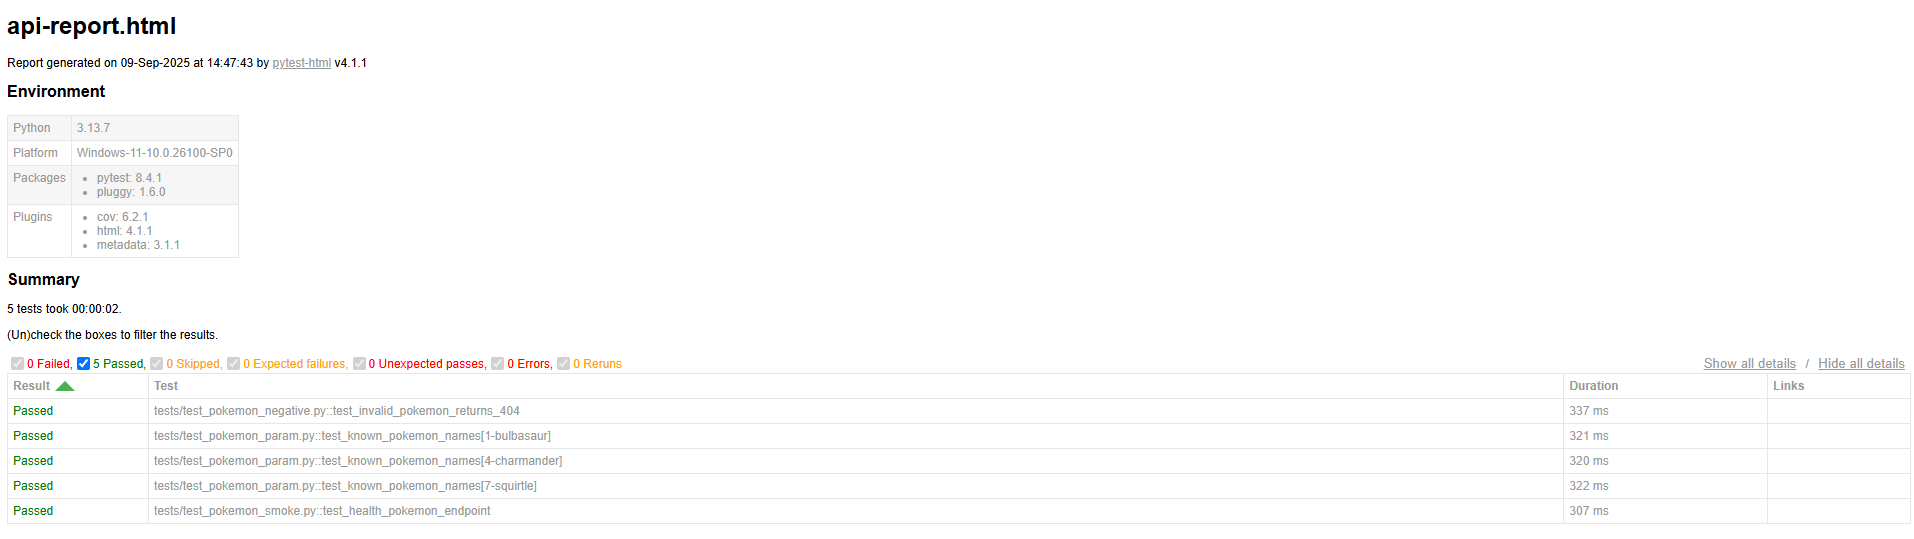 api-report.html
Report generated on 09-Sep-2025 at 14:47:43 by pytest-html v4.1.1
Environment
Python 3.13.7
Platform Windows-11-10.0.26100-SP0
Packages
pytest: 8.4.1
pluggy: 1.6.0
Plugins
cov: 6.2.1
html: 4.1.1
metadata: 3.1.1
Summary
5 tests took 00:00:02.
(Un)check the boxes to filter the results.
0 Failed, 5 Passed, 0 Skipped, 0 Expected failures, 0 Unexpected passes, 0 Errors, 0 Reruns Show all details / Hide all details
Result Test Duration Links
Passed tests/test_pokemon_negative.py::test_invalid_pokemon_returns_404 337 ms
Passed tests/test_pokemon_param.py::test_known_pokemon_names[1-bulbasaur] 321 ms
Passed tests/test_pokemon_param.py::test_known_pokemon_names[4-charmander] 320 ms
Passed tests/test_pokemon_param.py::test_known_pokemon_names[7-squirtle] 322 ms
Passed tests/test_pokemon_smoke.py::test_health_pokemon_endpoint 307 ms